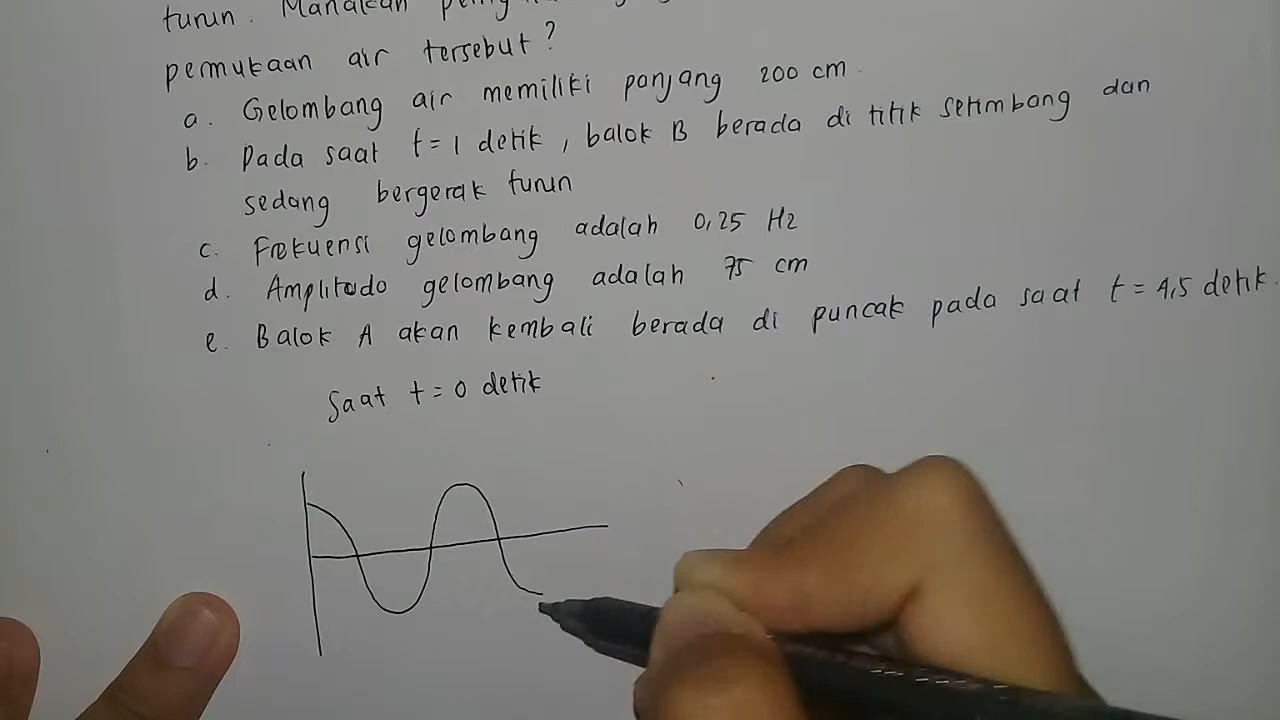 turun. Manakah
pemukaan air tersebut?
a. Gelombang air memiliki panjang 200 cm.
b. Pada saat t = 1 detik, balok B berada di titik setimbang dan
sedang bergerak turun
c. Frekuensi gelombang adalah 0,25 Hz
d. Amplitudo gelombang adalah 75 cm
e. Balok A akan kembali berada di puncak pada saat t = 4,5 detik.
Saat t = 0 detik